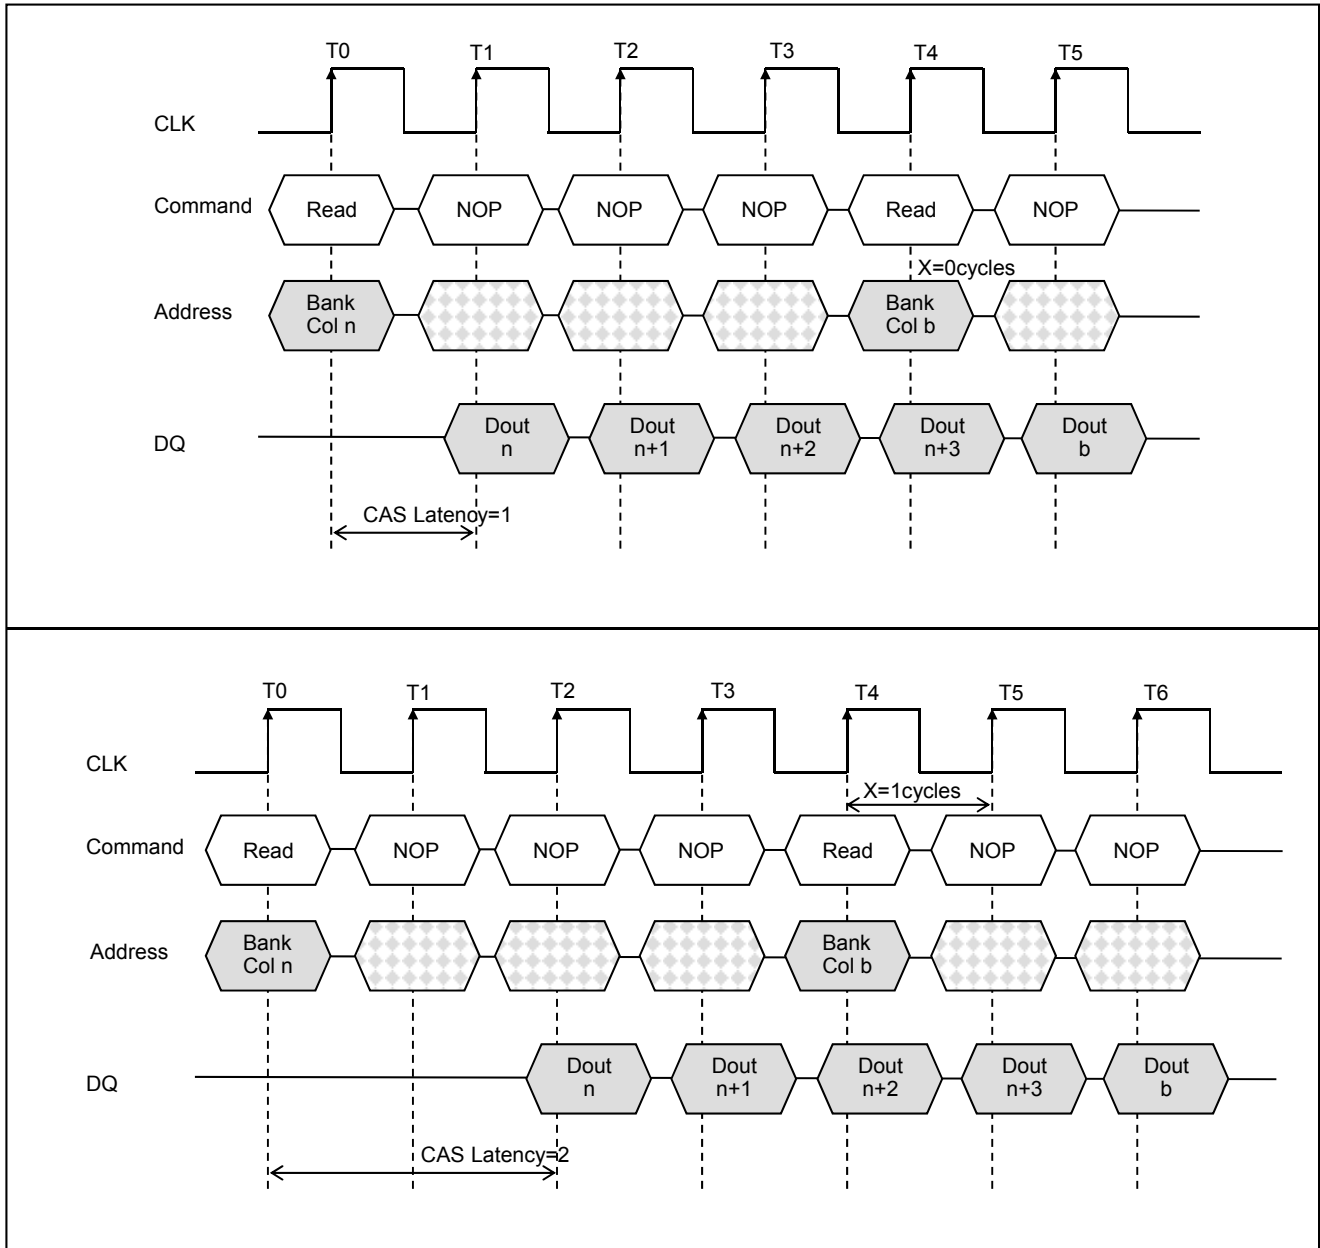 T0 T1 T2 T3 T4 T5
CLK
Command Read NOP NOP NOP Read NOP
X=0cycles
Address Bank Col n Bank Col b
DQ Dout n Dout n+1 Dout n+2 Dout n+3 Dout b
CAS Latency=1
T0 T1 T2 T3 T4 T5 T6
CLK
X=1cycles
Command Read NOP NOP NOP Read NOP NOP
Address Bank Col n Bank Col b
DQ Dout n Dout n+1 Dout n+2 Dout n+3 Dout b
CAS Latency=2